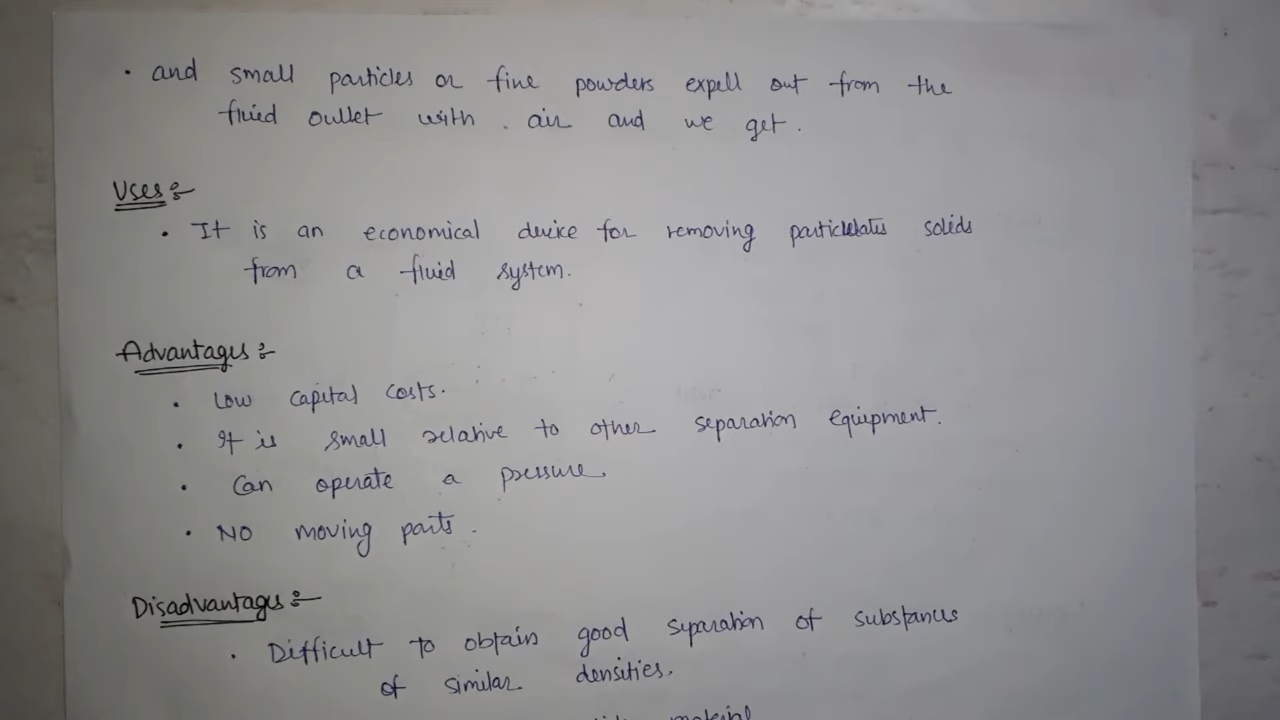 • and small particles or fine powders expell out from the
fluid outlet with . air and we get.
Uses :-
• It is an economical device for removing particulates solids
from a fluid system.
Advantages :-
• Low capital costs.
• It is small relative to other separation equipment.
• Can operate a pressure.
• NO moving parts.
Disadvantages :-
• Difficult to obtain good separation of substances
of similar densities.
material